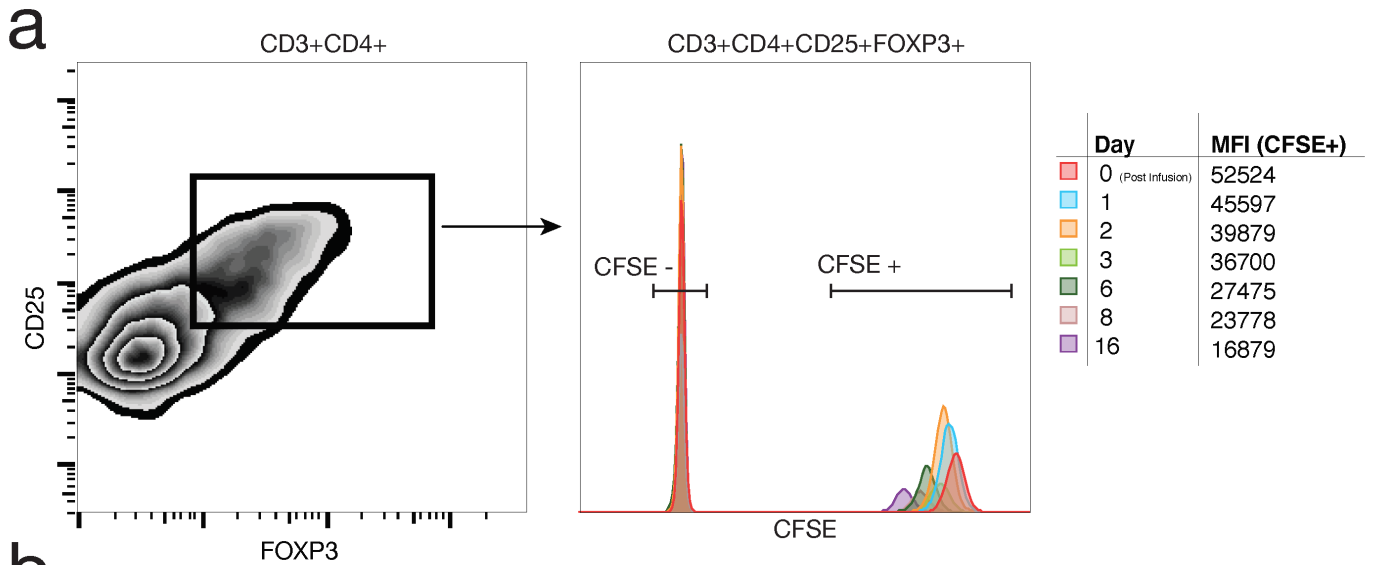 a
CD3+CD4+
CD3+CD4+CD25+FOXP3+
CD25
FOXP3
CFSE -
CFSE +
CFSE
Day MFI (CFSE+)
0 (Post Infusion) 52524
1 45597
2 39879
3 36700
6 27475
8 23778
16 16879
b